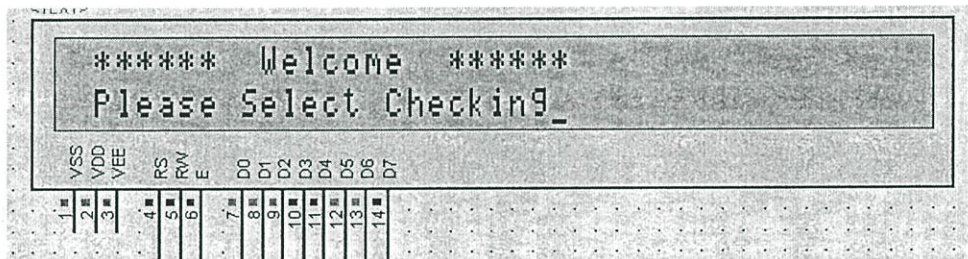 <TEXT>
****** Welcome ******
Please Select Checking_
VSS VDD VEE RS RW E D0 D1 D2 D3 D4 D5 D6 D7
1 2 3 4 5 6 7 8 9 10 11 12 13 14